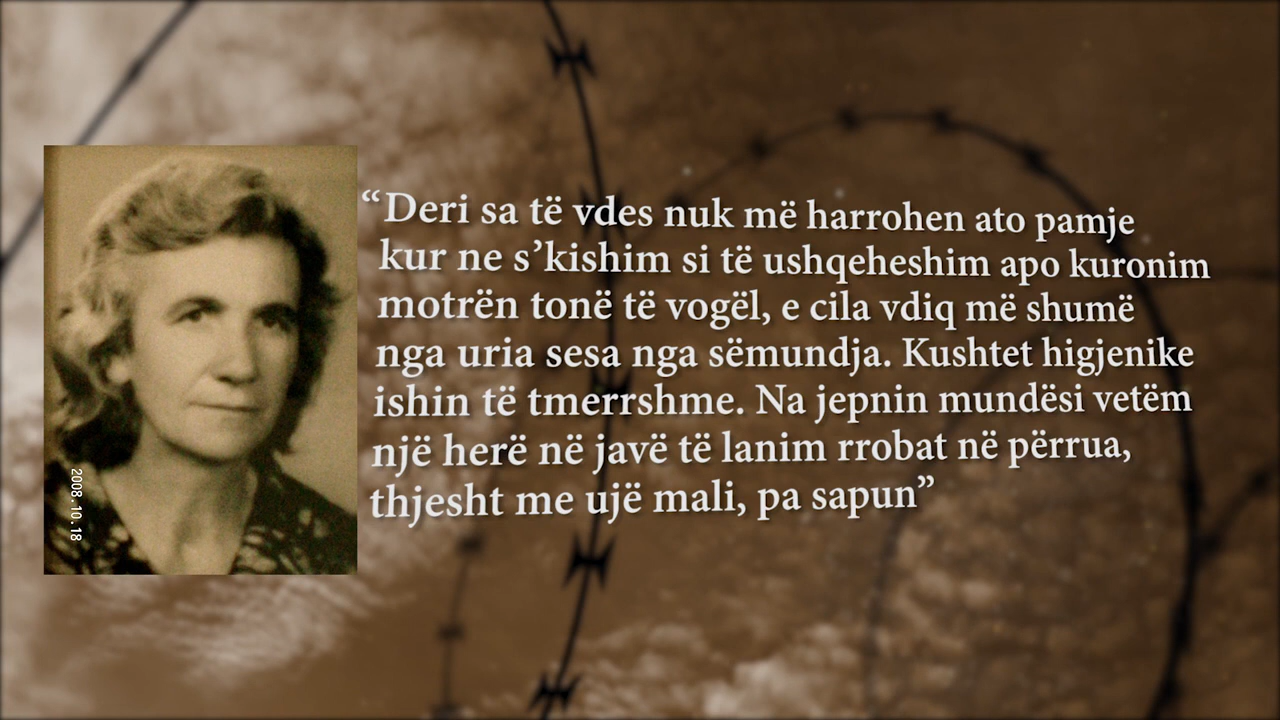 “Deri sa të vdes nuk më harrohen ato pamje
kur ne s’kishim si të ushqeheshim apo kuronim
motrën tonë të vogël, e cila vdiq më shumë
nga uria sesa nga sëmundja. Kushtet higjenike
ishin të tmerrshme. Na jepnin mundësi vetëm
një herë në javë të lanim rrobat në përrua,
thjesht me ujë mali, pa sapun”
2008.10.18